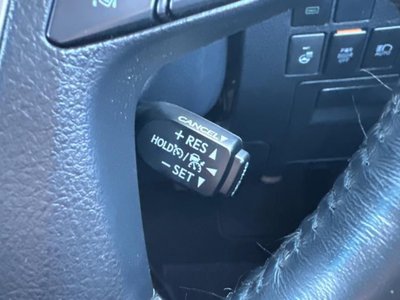 CANCEL▼
+ RES ▲
HOLD /
− SET ▼